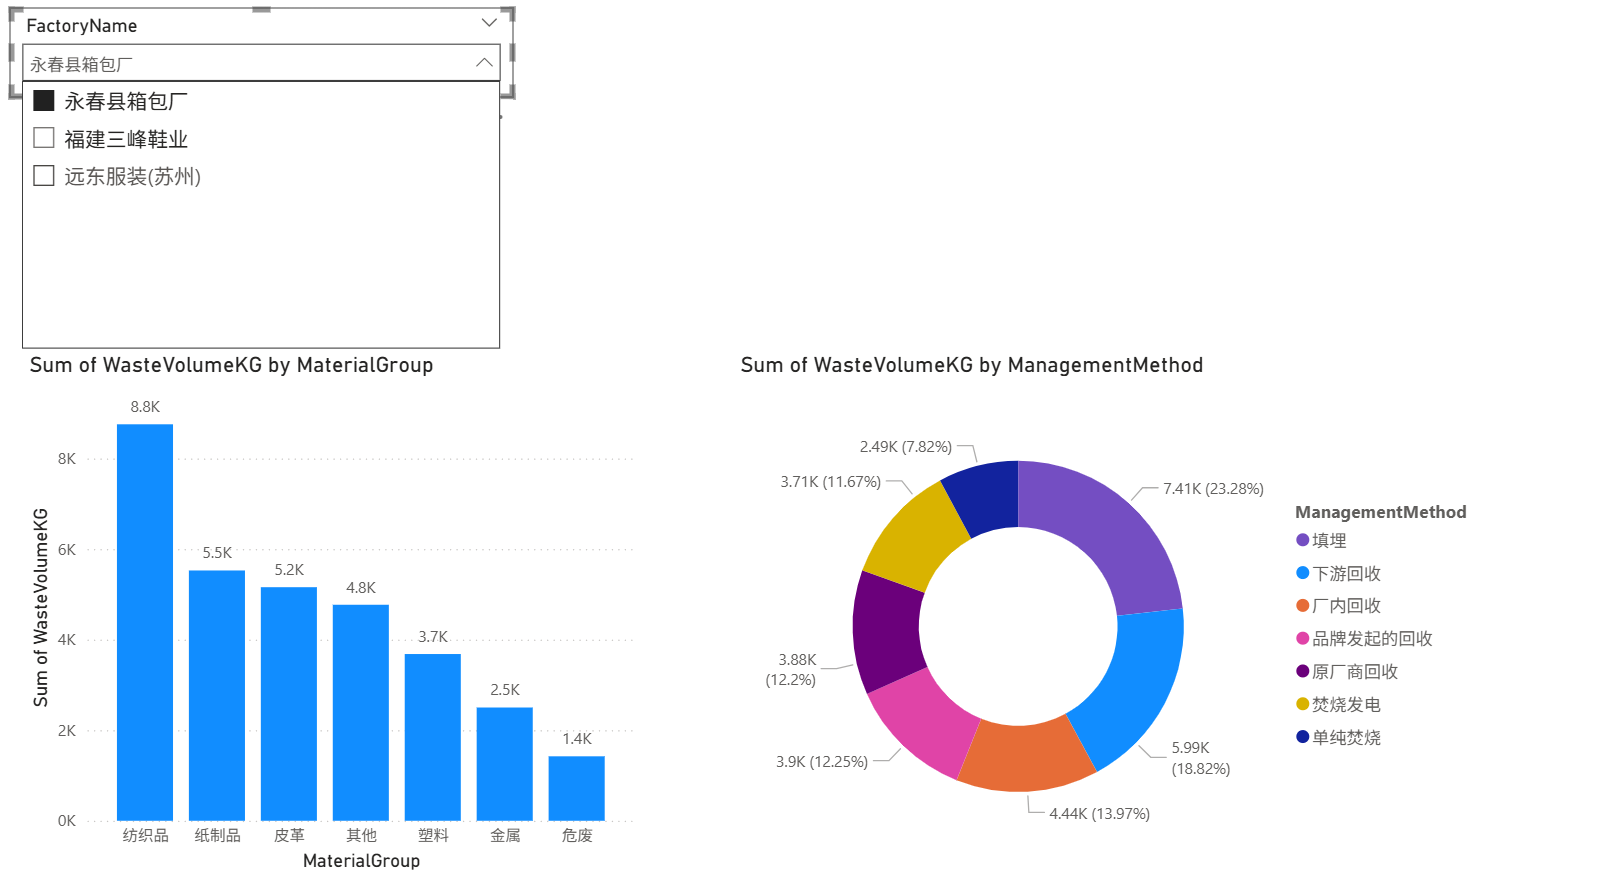 FactoryName
永春县箱包厂
永春县箱包厂
福建三峰鞋业
远东服装(苏州)
Sum of WasteVolumeKG by MaterialGroup
8.8K
5.5K
5.2K
4.8K
3.7K
2.5K
1.4K
8K
6K
4K
2K
0K
Sum of WasteVolumeKG
纺织品
纸制品
皮革
其他
塑料
金属
危废
MaterialGroup
Sum of WasteVolumeKG by ManagementMethod
2.49K (7.82%)
3.71K (11.67%)
7.41K (23.28%)
3.88K
(12.2%)
3.9K (12.25%)
5.99K
(18.82%)
4.44K (13.97%)
ManagementMethod
填埋
下游回收
厂内回收
品牌发起的回收
原厂商回收
焚烧发电
单纯焚烧